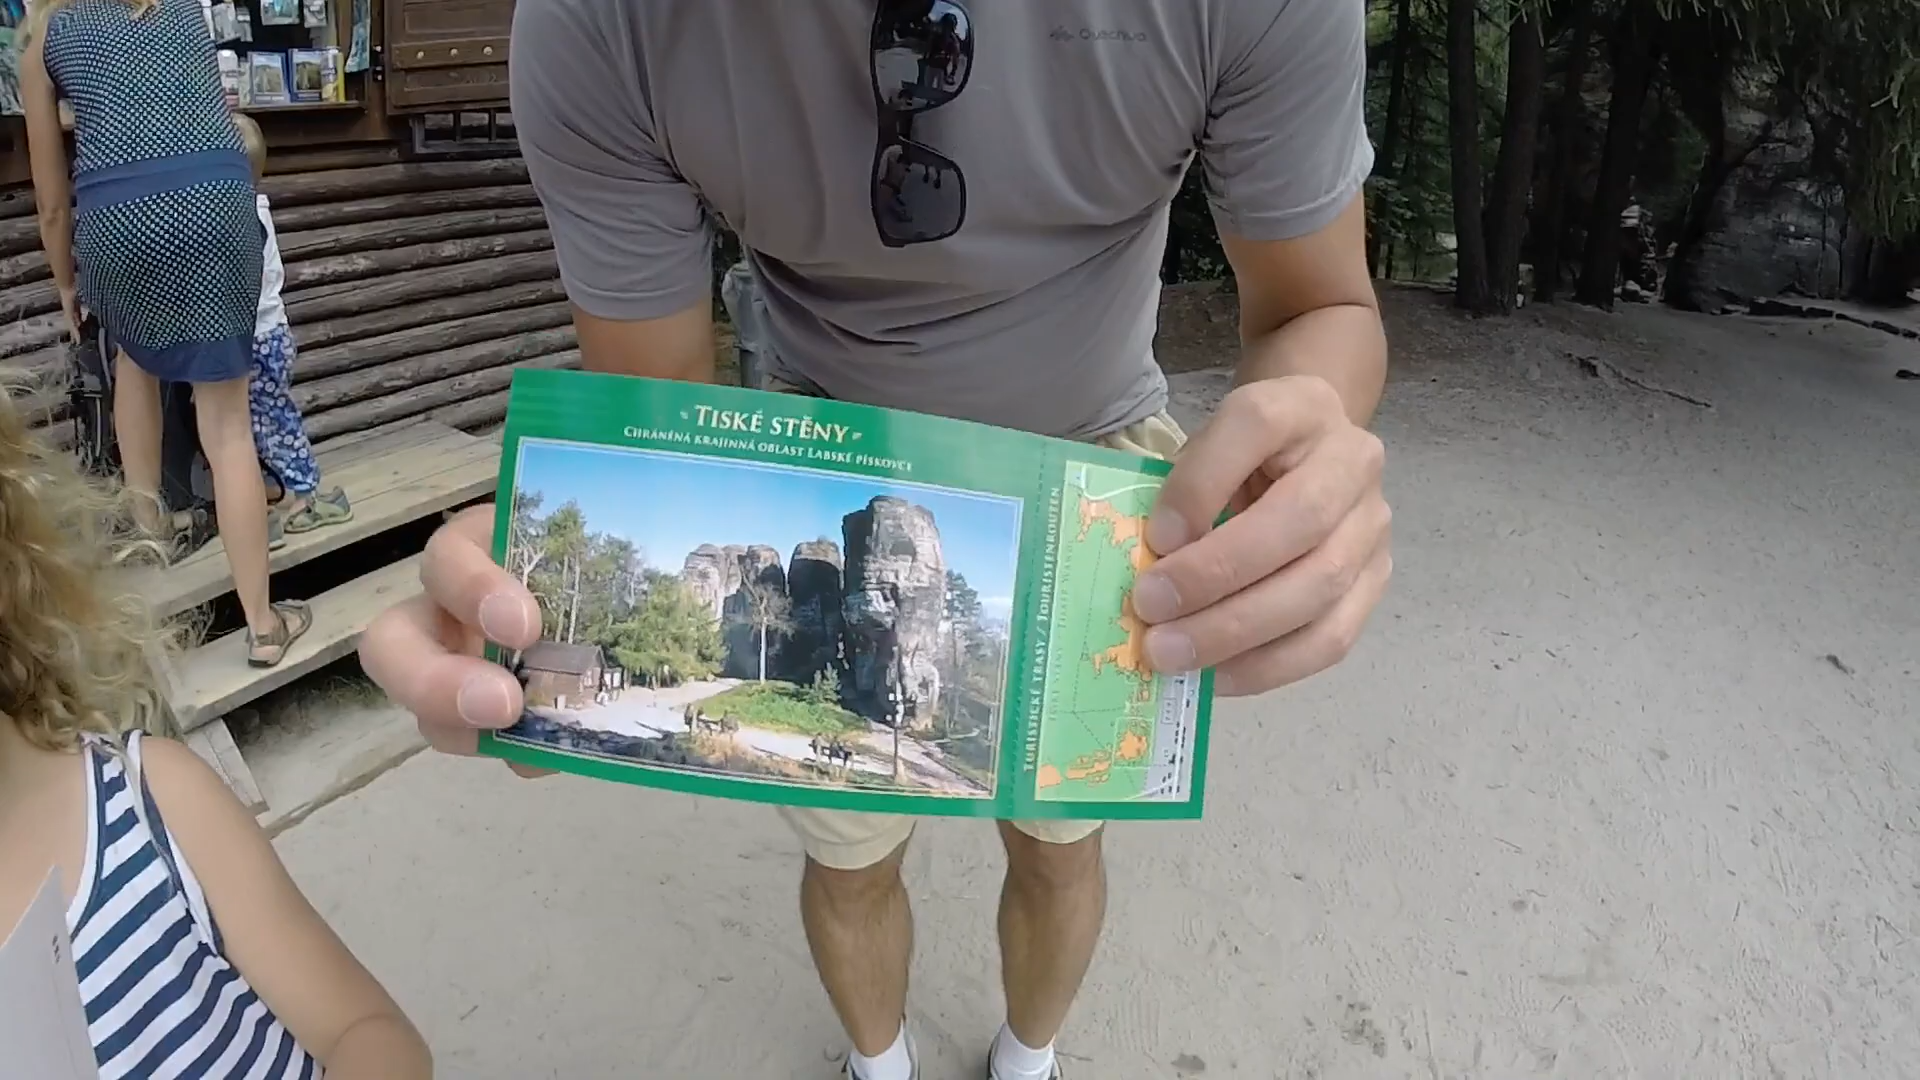 Quechua
TISKÉ STĚNY
CHRÁNĚNÁ KRAJINNÁ OBLAST LABSKÉ PÍSKOVCE
TURISTICKÉ TRASY / TOURISTENROUTEN